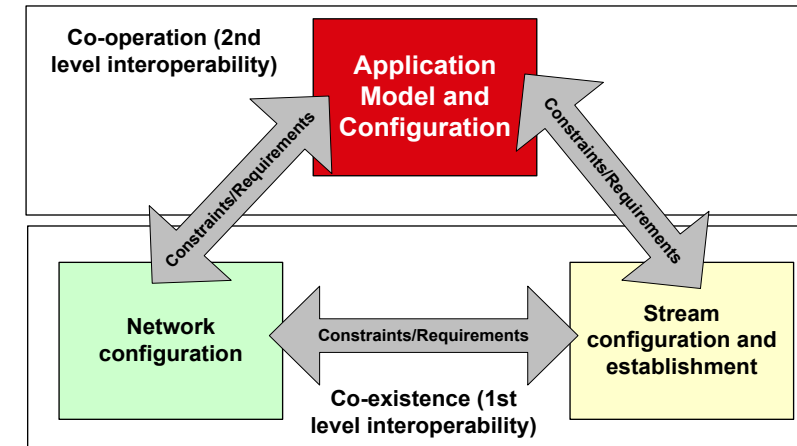 Co-operation (2nd
level interoperability)
Application
Model and
Configuration
Constraints/Requirements
Constraints/Requirements
Network
configuration
Constraints/Requirements
Stream
configuration and
establishment
Co-existence (1st
level interoperability)